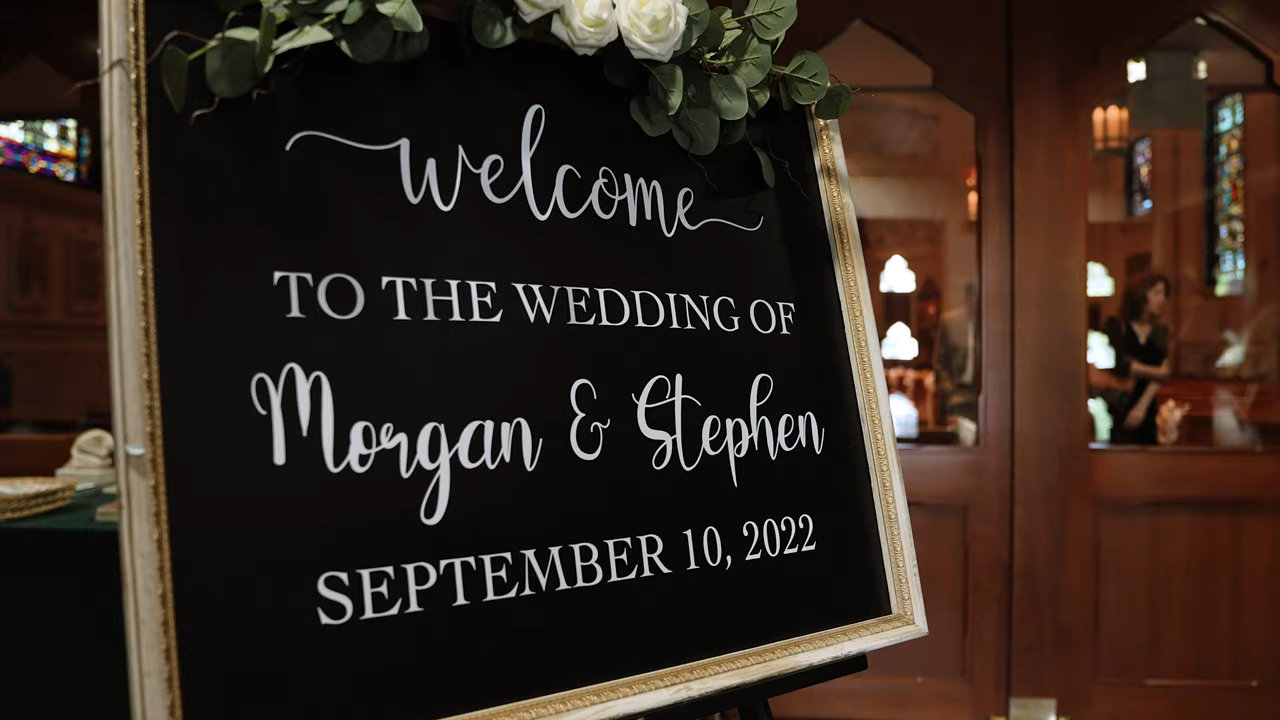 welcome
TO THE WEDDING OF
Morgan & Stephen
SEPTEMBER 10, 2022